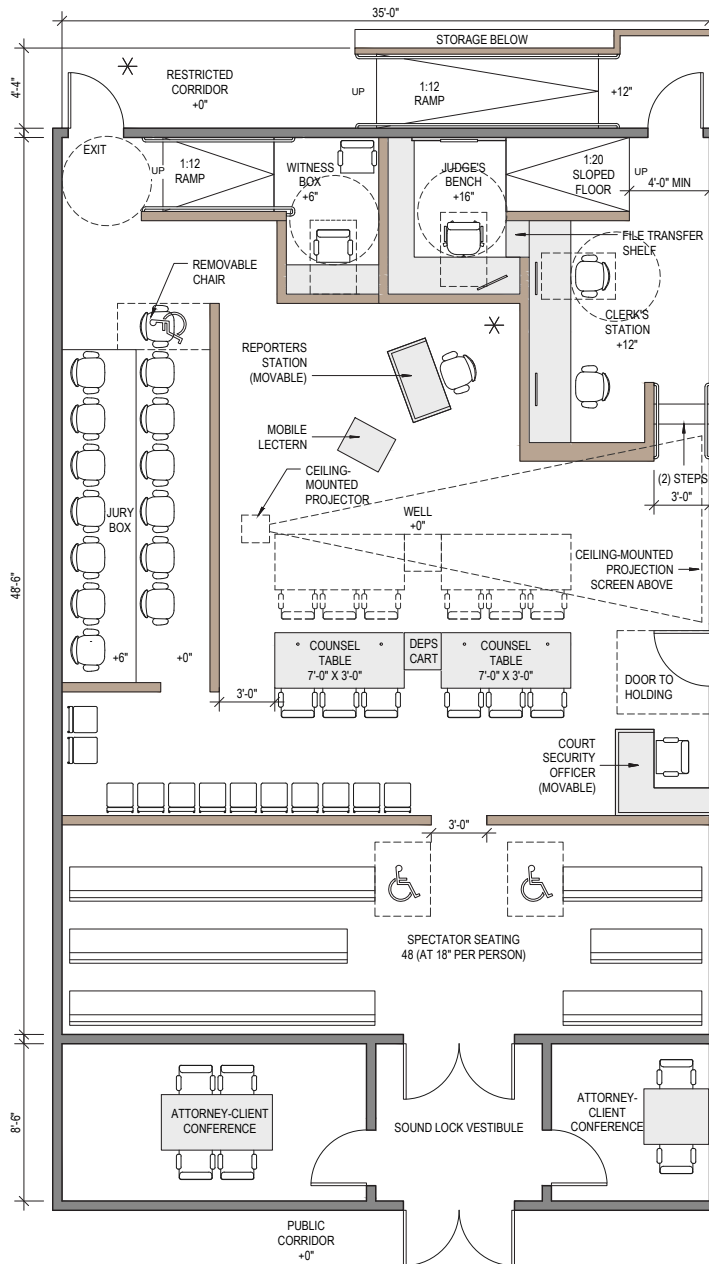 35'-0"
STORAGE BELOW
4'-4"
RESTRICTED
CORRIDOR
+0"
UP
1:12
RAMP
+12"
EXIT
UP
1:12
RAMP
WITNESS
BOX
+6"
JUDGE'S
BENCH
+16"
1:20
SLOPED
FLOOR
UP
4'-0" MIN
FILE TRANSFER
SHELF
REMOVABLE
CHAIR
CLERK'S
STATION
+12"
REPORTERS
STATION
(MOVABLE)
MOBILE
LECTERN
CEILING-
MOUNTED
PROJECTOR
(2) STEPS
3'-0"
WELL
+0"
JURY
BOX
CEILING-MOUNTED
PROJECTION
SCREEN ABOVE
48'-6"
COUNSEL
TABLE
7'-0" X 3'-0"
DEPS
CART
COUNSEL
TABLE
7'-0" X 3'-0"
+6"
+0"
DOOR TO
HOLDING
3'-0"
COURT
SECURITY
OFFICER
(MOVABLE)
3'-0"
SPECTATOR SEATING
48 (AT 18" PER PERSON)
8'-6"
ATTORNEY-CLIENT
CONFERENCE
SOUND LOCK VESTIBULE
ATTORNEY-
CLIENT
CONFERENCE
PUBLIC
CORRIDOR
+0"